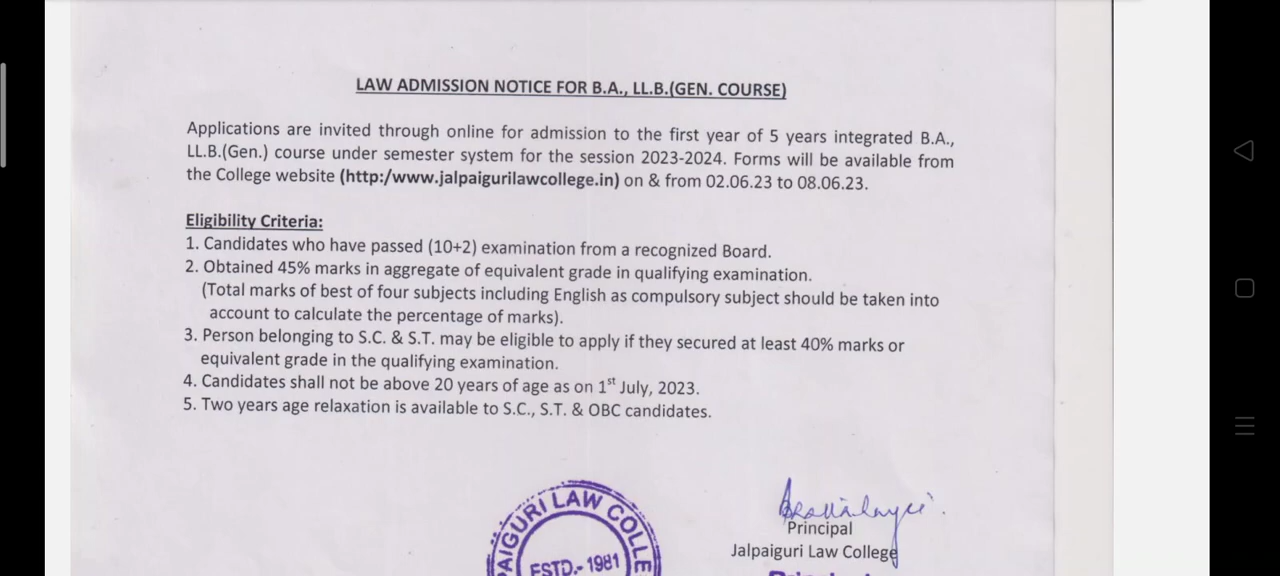 LAW ADMISSION NOTICE FOR B.A., LL.B.(GEN. COURSE)
Applications are invited through online for admission to the first year of 5 years integrated B.A.,
LL.B.(Gen.) course under semester system for the session 2023-2024. Forms will be available from
the College website (http:/www.jalpaigurilawcollege.in) on & from 02.06.23 to 08.06.23.
Eligibility Criteria:
1. Candidates who have passed (10+2) examination from a recognized Board.
2. Obtained 45% marks in aggregate of equivalent grade in qualifying examination.
(Total marks of best of four subjects including English as compulsory subject should be taken into
account to calculate the percentage of marks).
3. Person belonging to S.C. & S.T. may be eligible to apply if they secured at least 40% marks or
equivalent grade in the qualifying examination.
4. Candidates shall not be above 20 years of age as on 1st July, 2023.
5. Two years age relaxation is available to S.C., S.T. & OBC candidates.
PAIGURI LAW COLLE
ESTD.- 1981
Principal
Jalpaiguri Law College